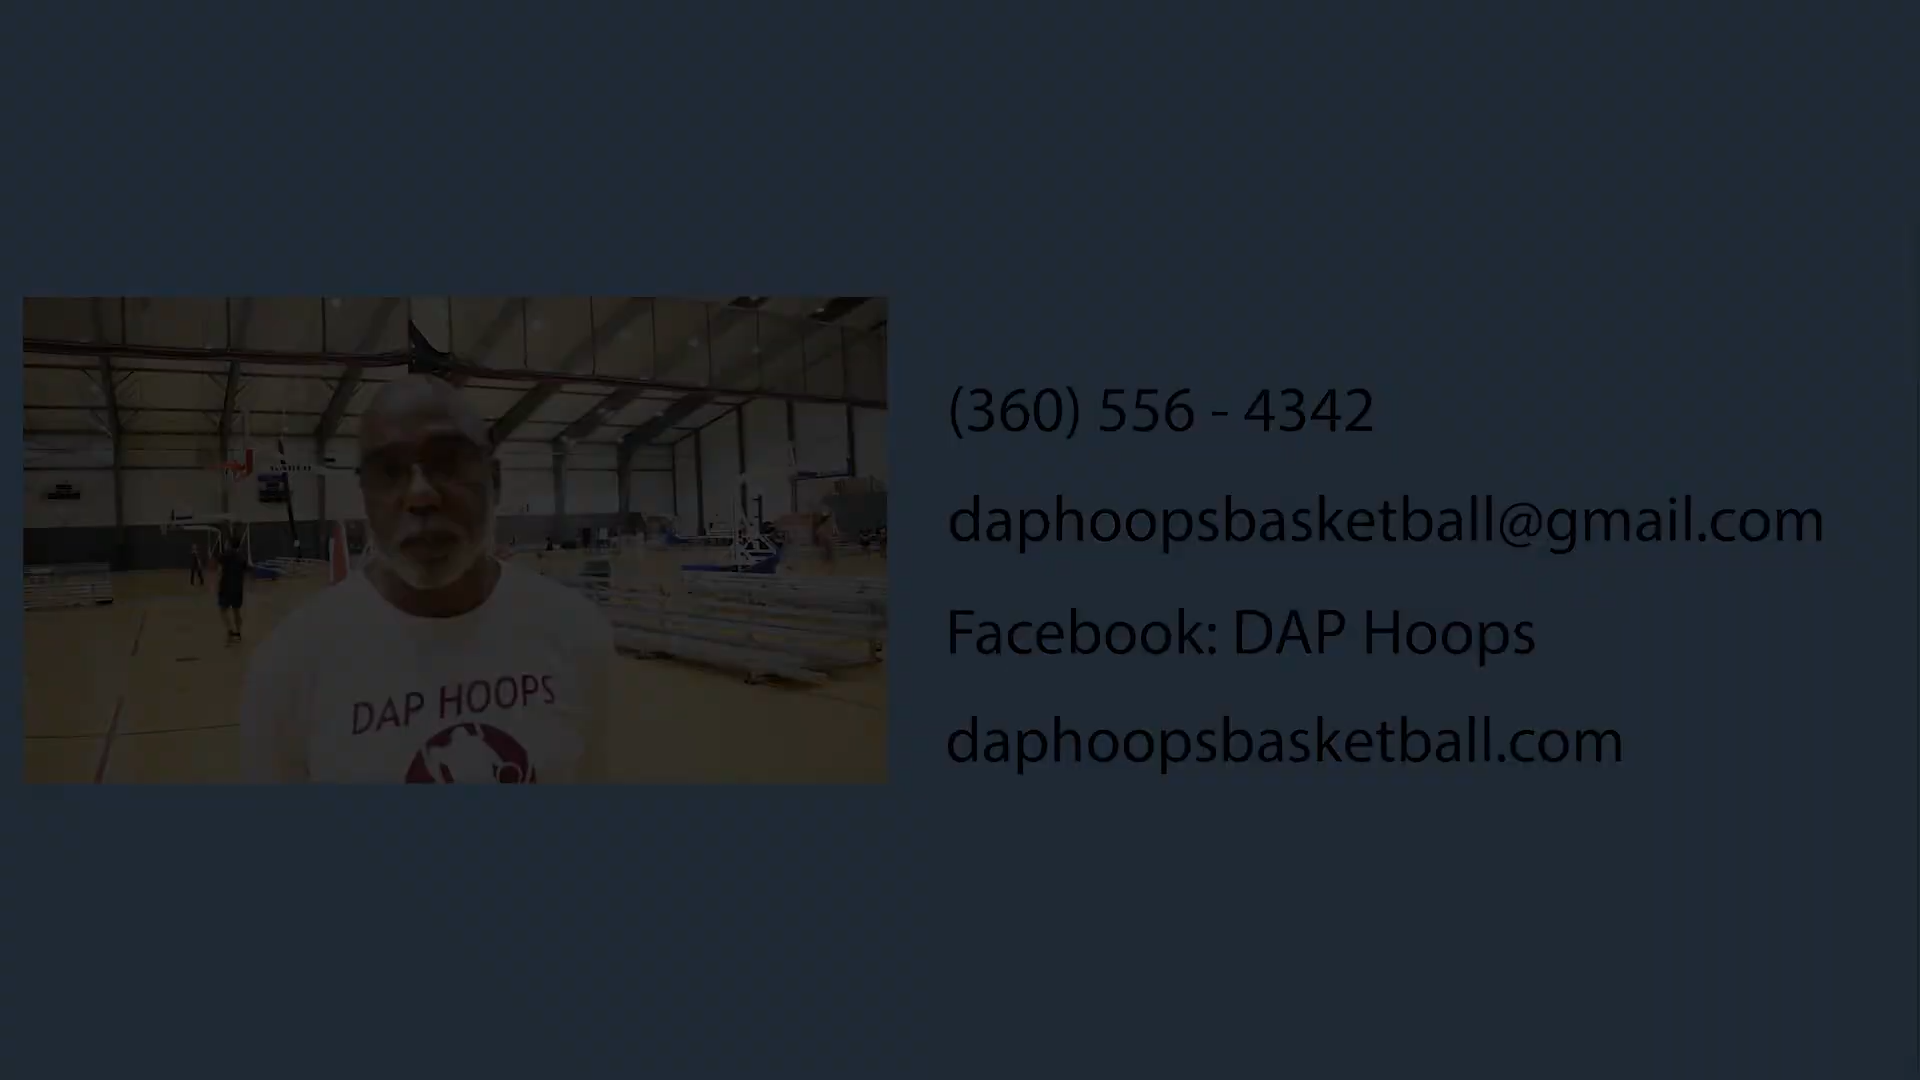 (360) 556 - 4342
daphoopsbasketball@gmail.com
Facebook: DAP Hoops
daphoopsbasketball.com
DAP HOOPS